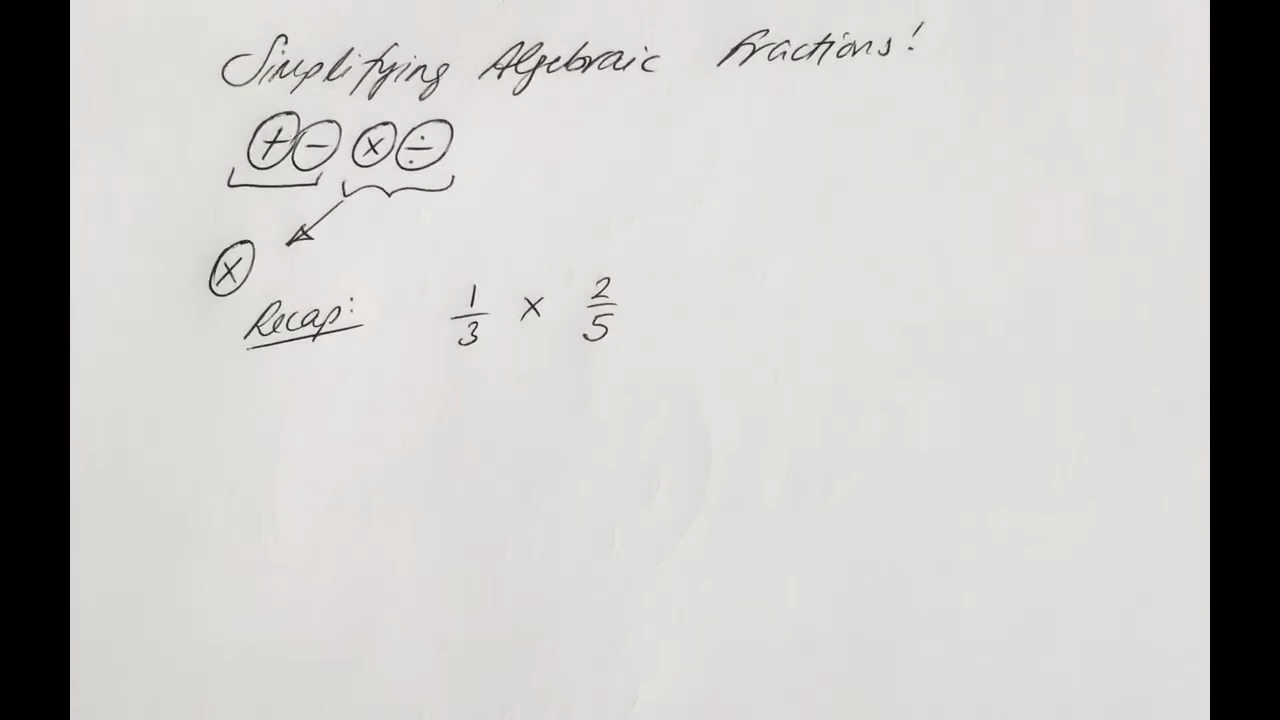 Simplifying Algebraic Fractions!
+ − × ÷
×
Recap: 1/3 × 2/5